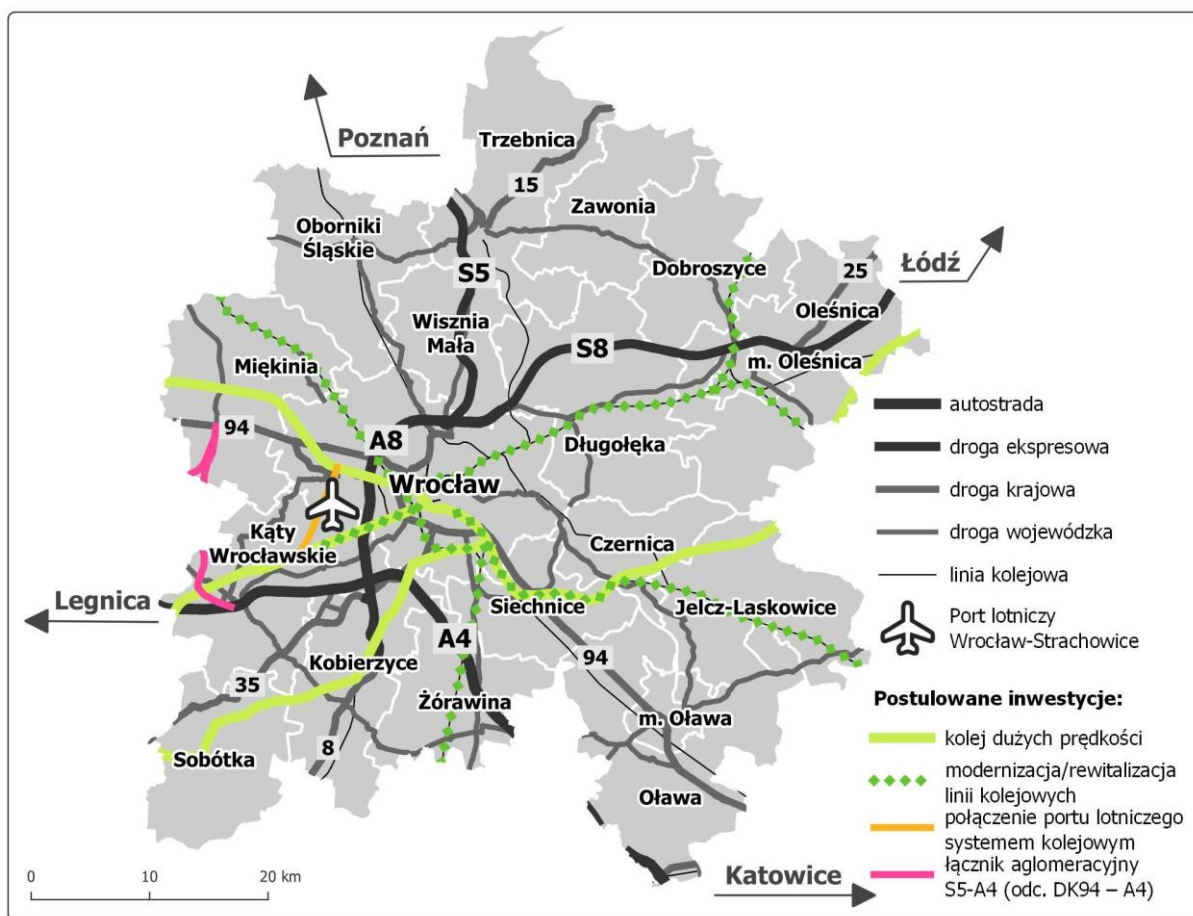 Poznań
Trzebnica
15
Zawonia
Oborniki
Śląskie
Dobroszyce
25
Łódź
S5
Oleśnica
Wisznia
Mała
S8
m. Oleśnica
Miękinia
94
A8
Długołęka
Wrocław
Kąty
Wrocławskie
Czernica
Legnica
Siechnice
Jelcz-Laskowice
A4
94
Kobierzyce
35
Żórawina
m. Oława
8
Sobótka
Oława
Katowice
0 10 20 km
autostrada
droga ekspresowa
droga krajowa
droga wojewódzka
linia kolejowa
Port lotniczy
Wrocław-Strachowice
Postulowane inwestycje:
kolej dużych prędkości
modernizacja/rewitalizacja
linii kolejowych
połączenie portu lotniczego
systemem kolejowym
łącznik aglomeracyjny
S5-A4 (odc. DK94 – A4)